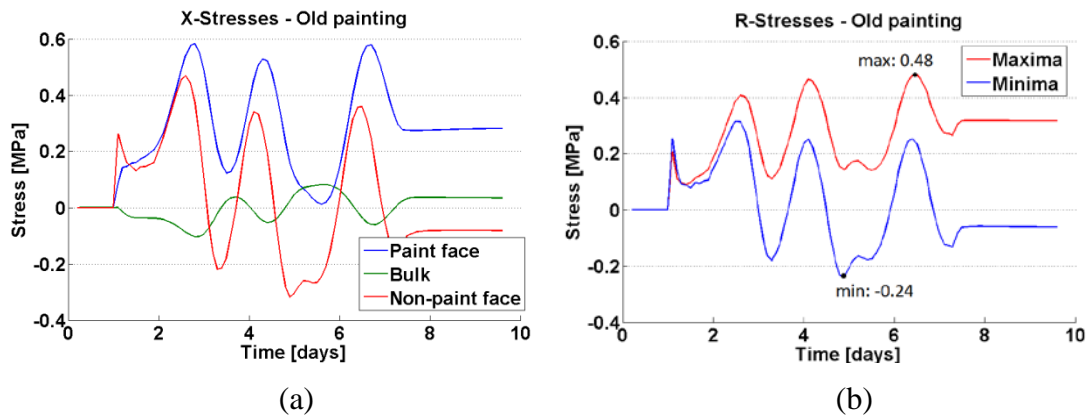 X-Stresses - Old painting
0.6
0.4
0.2
0
-0.2
-0.4
Stress [MPa]
Paint face
Bulk
Non-paint face
0
2
4
6
8
10
Time [days]
(a)
R-Stresses - Old painting
0.6
0.4
0.2
0
-0.2
-0.4
Stress [MPa]
max: 0.48
Maxima
Minima
min: -0.24
0
2
4
6
8
10
Time [days]
(b)